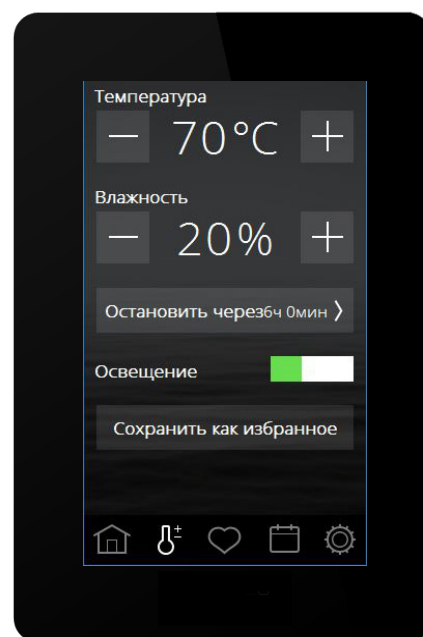 Температура
70°C
Влажность
20%
Остановить через6ч 0мин
Освещение
Сохранить как избранное